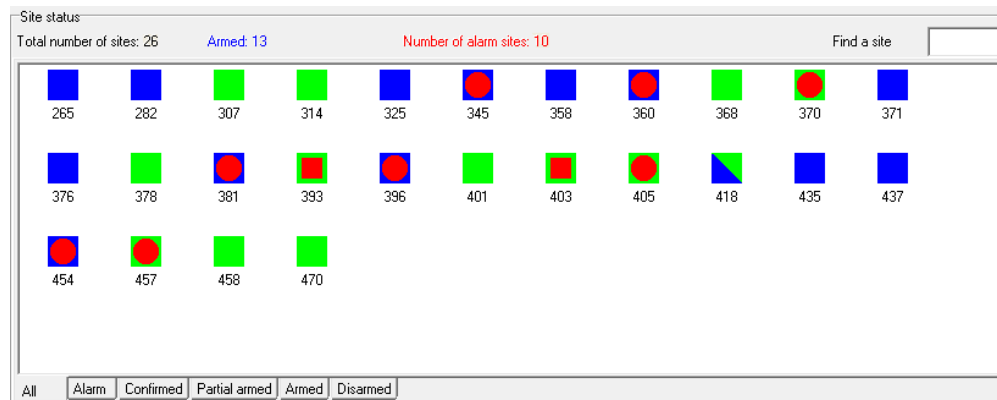 Site status
Total number of sites: 26 Armed: 13 Number of alarm sites: 10 Find a site
265 282 307 314 325 345 358 360 368 370 371
376 378 381 393 396 401 403 405 418 435 437
454 457 458 470
All Alarm Confirmed Partial armed Armed Disarmed